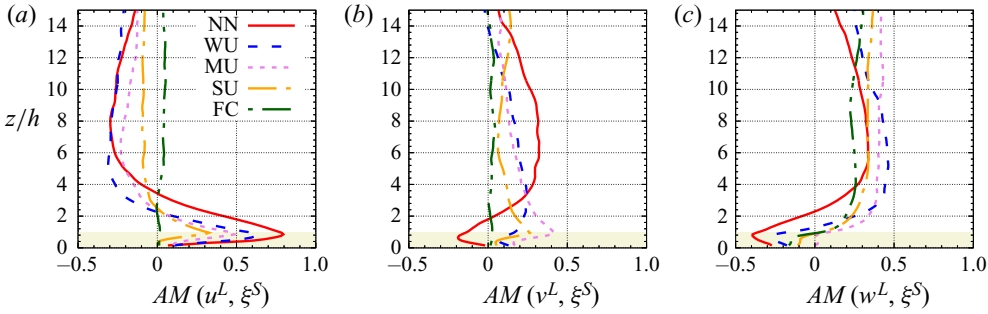 (a) (b) (c)
14 14 14
NN
WU
MU
SU
FC
12 12 12
10 10 10
z/h
8 8 8
6 6 6
4 4 4
2 2 2
0 0 0
−0.5 0 0.5 1.0 −0.5 0 0.5 1.0 −0.5 0 0.5 1.0
AM (u^L, ξ^S) AM (v^L, ξ^S) AM (w^L, ξ^S)